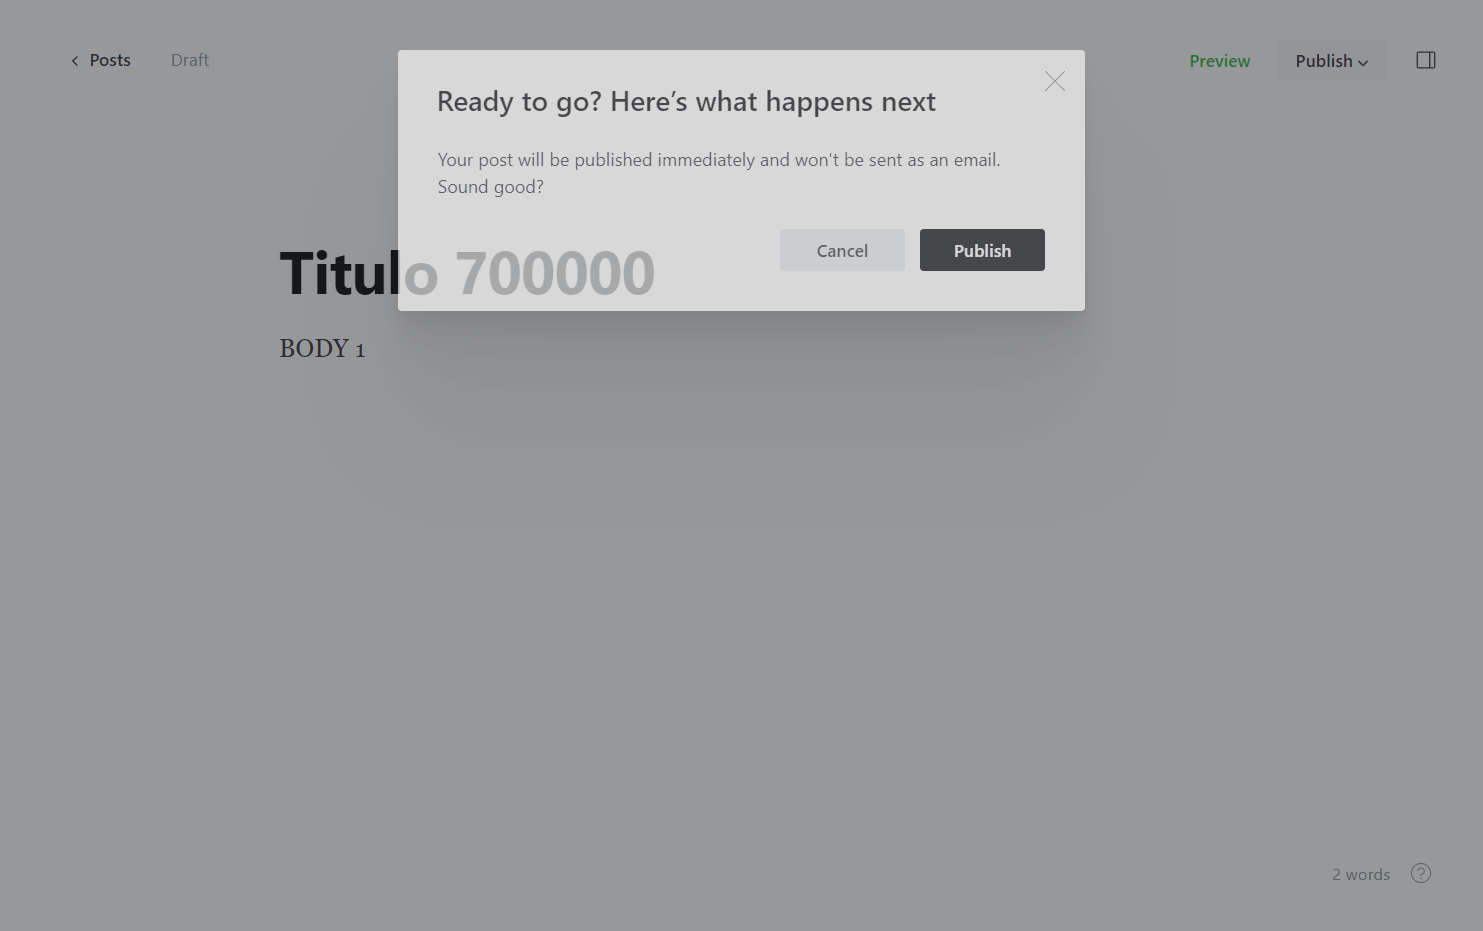 Posts
Draft
Preview
Publish
Ready to go? Here’s what happens next
Your post will be published immediately and won't be sent as an email.
Sound good?
Cancel
Publish
Titulo 700000
BODY 1
2 words
?